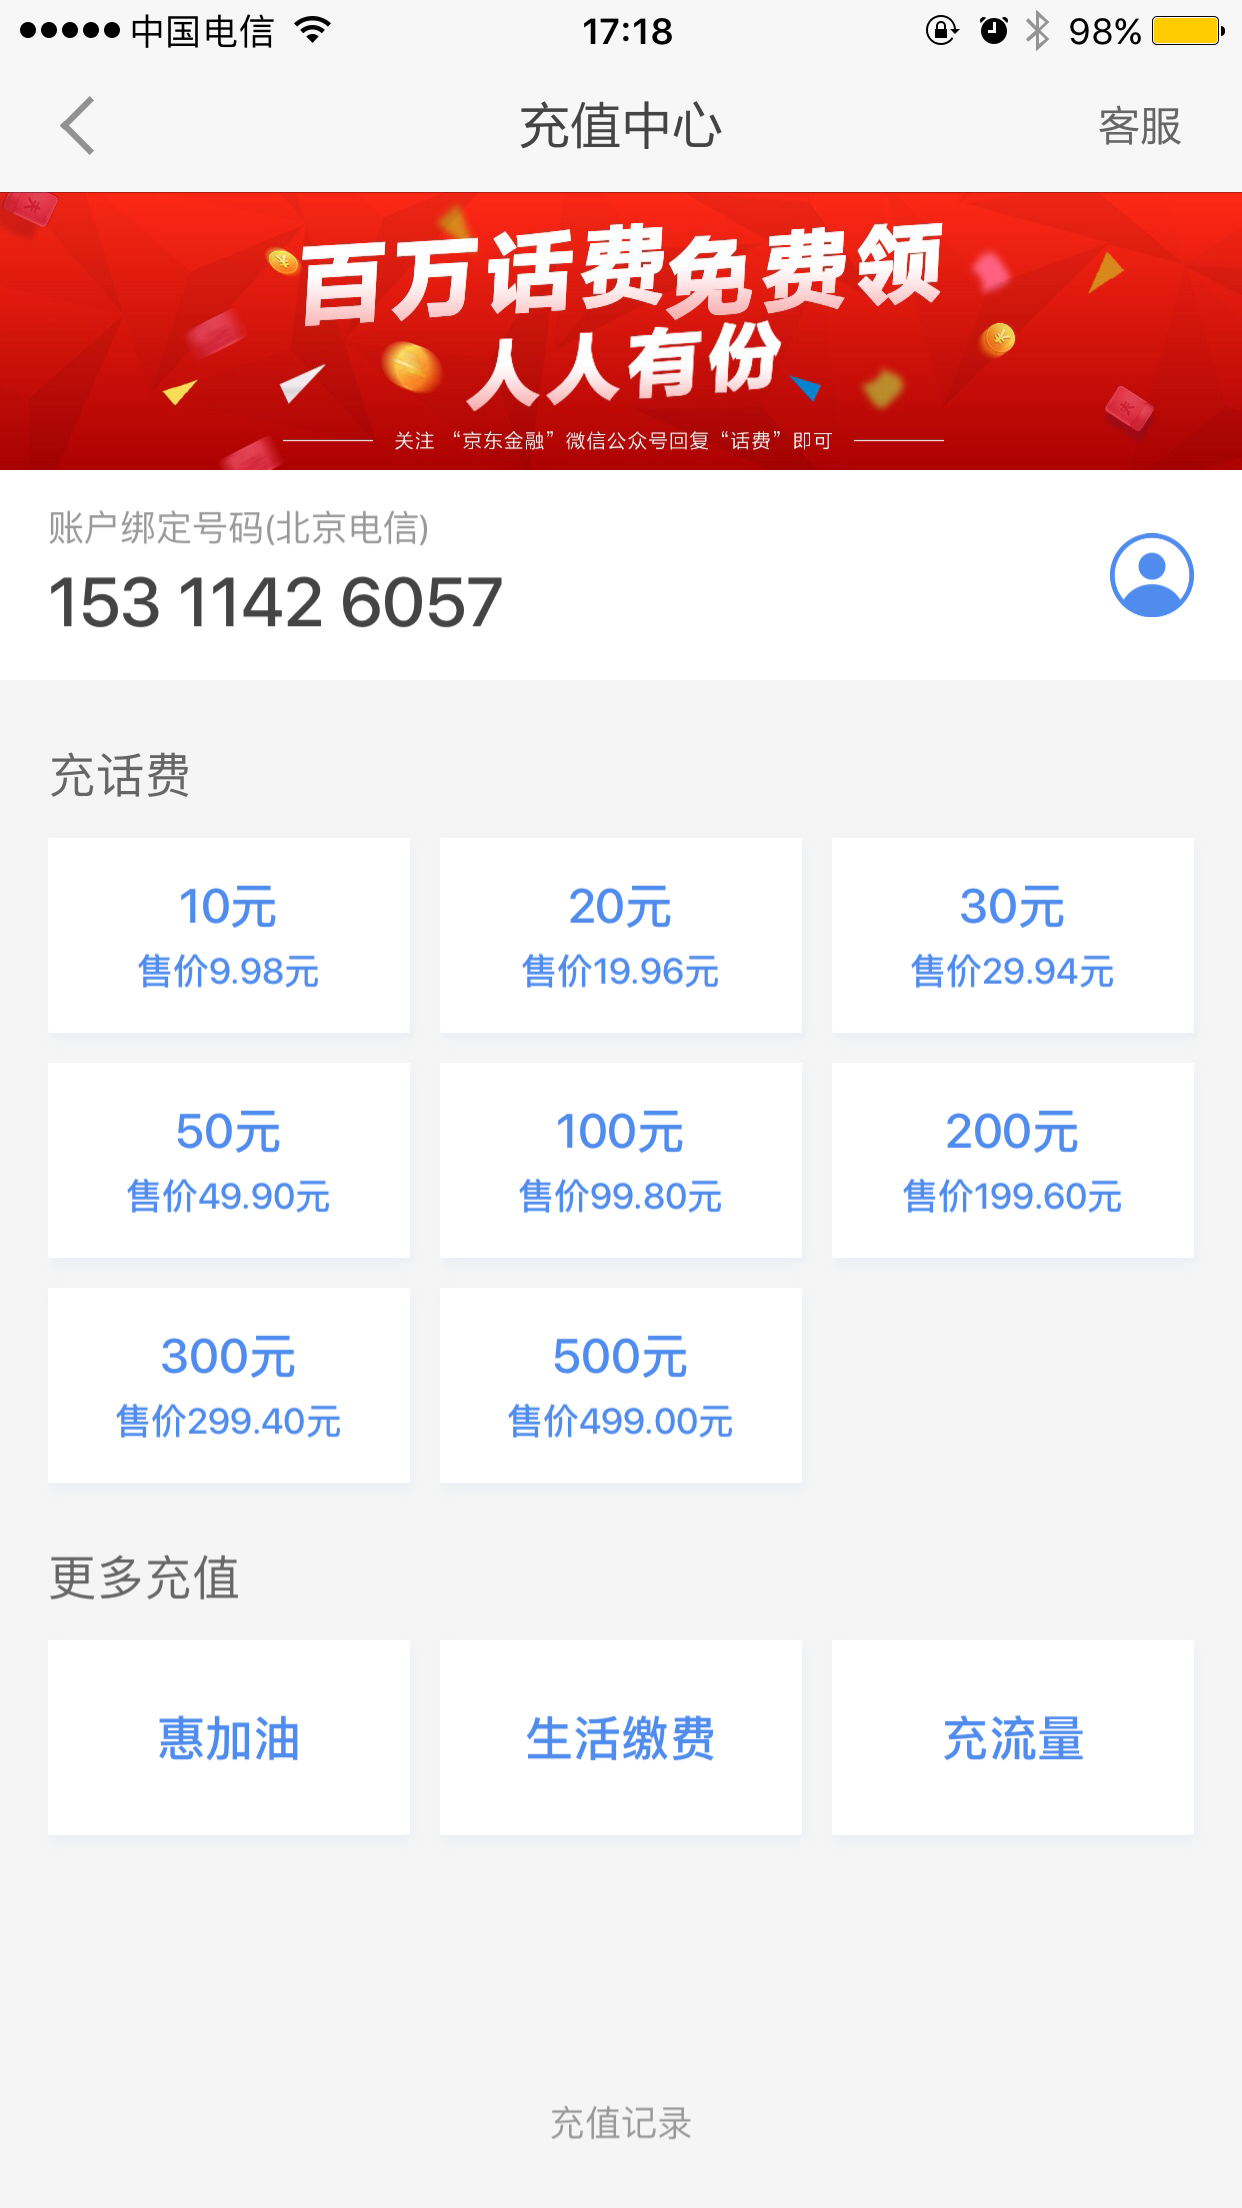 中国电信 17:18 98%
充值中心 客服
百万话费免费领
人人有份
关注 “京东金融” 微信公众号回复 “话费” 即可
账户绑定号码(北京电信)
153 1142 6057
充话费
10元 20元 30元
售价9.98元 售价19.96元 售价29.94元
50元 100元 200元
售价49.90元 售价99.80元 售价199.60元
300元 500元
售价299.40元 售价499.00元
更多充值
惠加油 生活缴费 充流量
充值记录